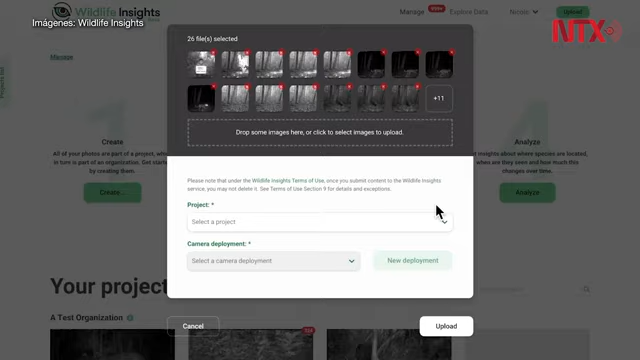 Wildlife Insights
Imágenes: Wildlife Insights
Manage
Explore Data
Upload
NTX
26 file(s) selected
Manage
+11
Drop some images here, or click to select images to upload.
Create
All of your photos are part of a project, which
in turn is part of an organization. Get started
by creating them.
Create...
Analyze
insights about where species are located,
when they are seen and how much this
changes over time.
Analyze
Please note that under the Wildlife Insights Terms of Use, once you submit content to the Wildlife Insights
service, you may not delete it. See Terms of Use Section 9 for details and exceptions.
Project: *
Select a project
Camera deployment: *
Select a camera deployment
New deployment
Your project
A Test Organization
Cancel
Upload